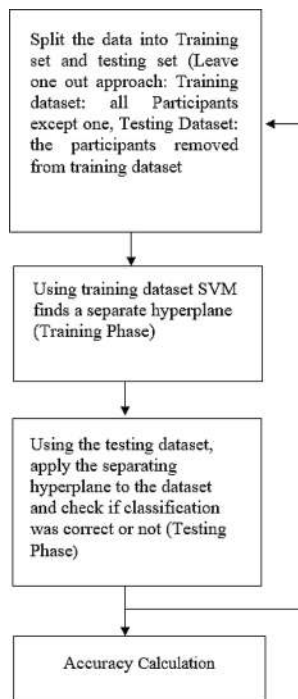 Split the data into Training
set and testing set (Leave
one out approach: Training
dataset: all Participants
except one, Testing Dataset:
the participants removed
from training dataset
Using training dataset SVM
finds a separate hyperplane
(Training Phase)
Using the testing dataset,
apply the separating
hyperplane to the dataset
and check if classification
was correct or not (Testing
Phase)
Accuracy Calculation